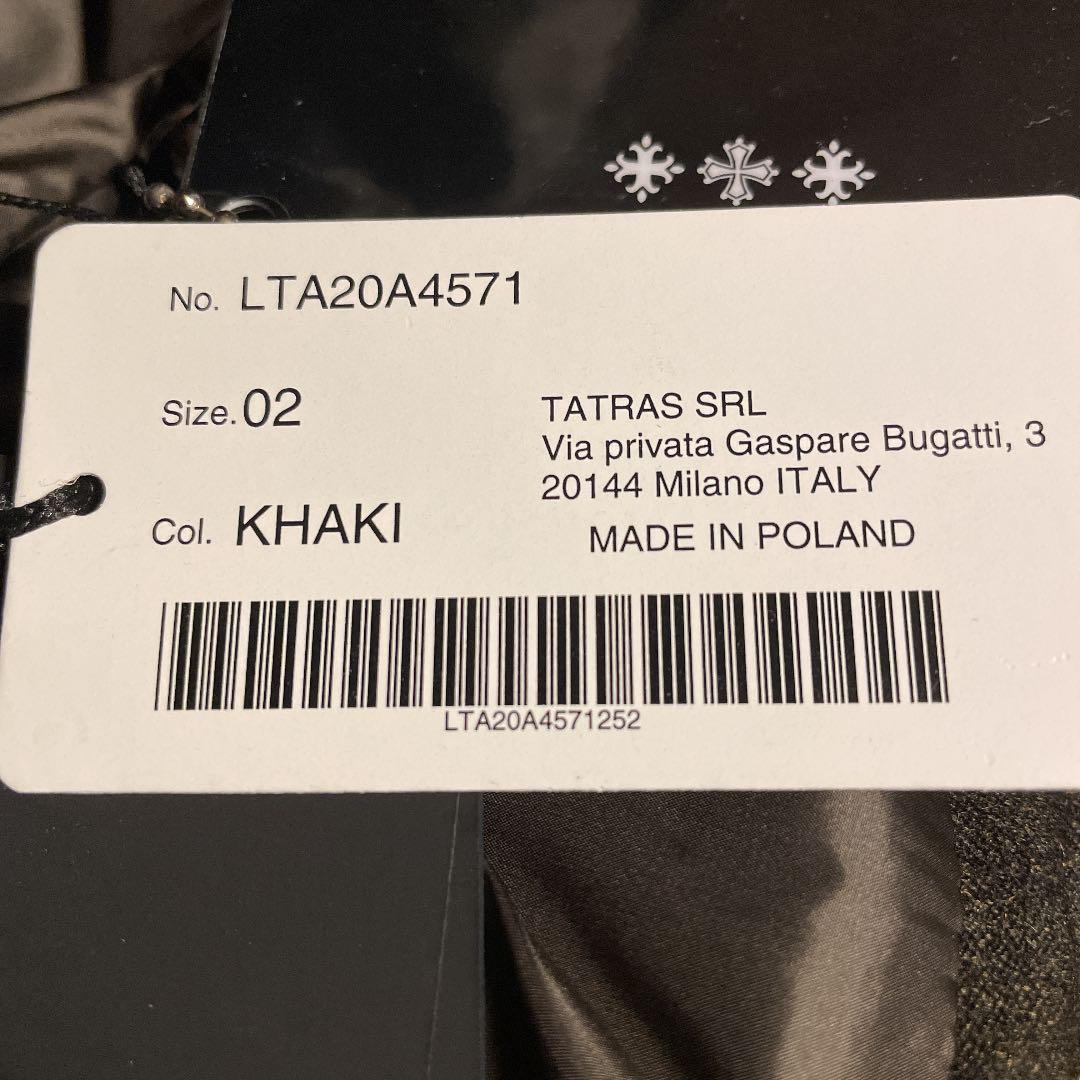 No. LTA20A4571
Size. 02
Col. KHAKI
TATRAS SRL
Via privata Gaspare Bugatti, 3
20144 Milano ITALY
MADE IN POLAND
LTA20A4571252